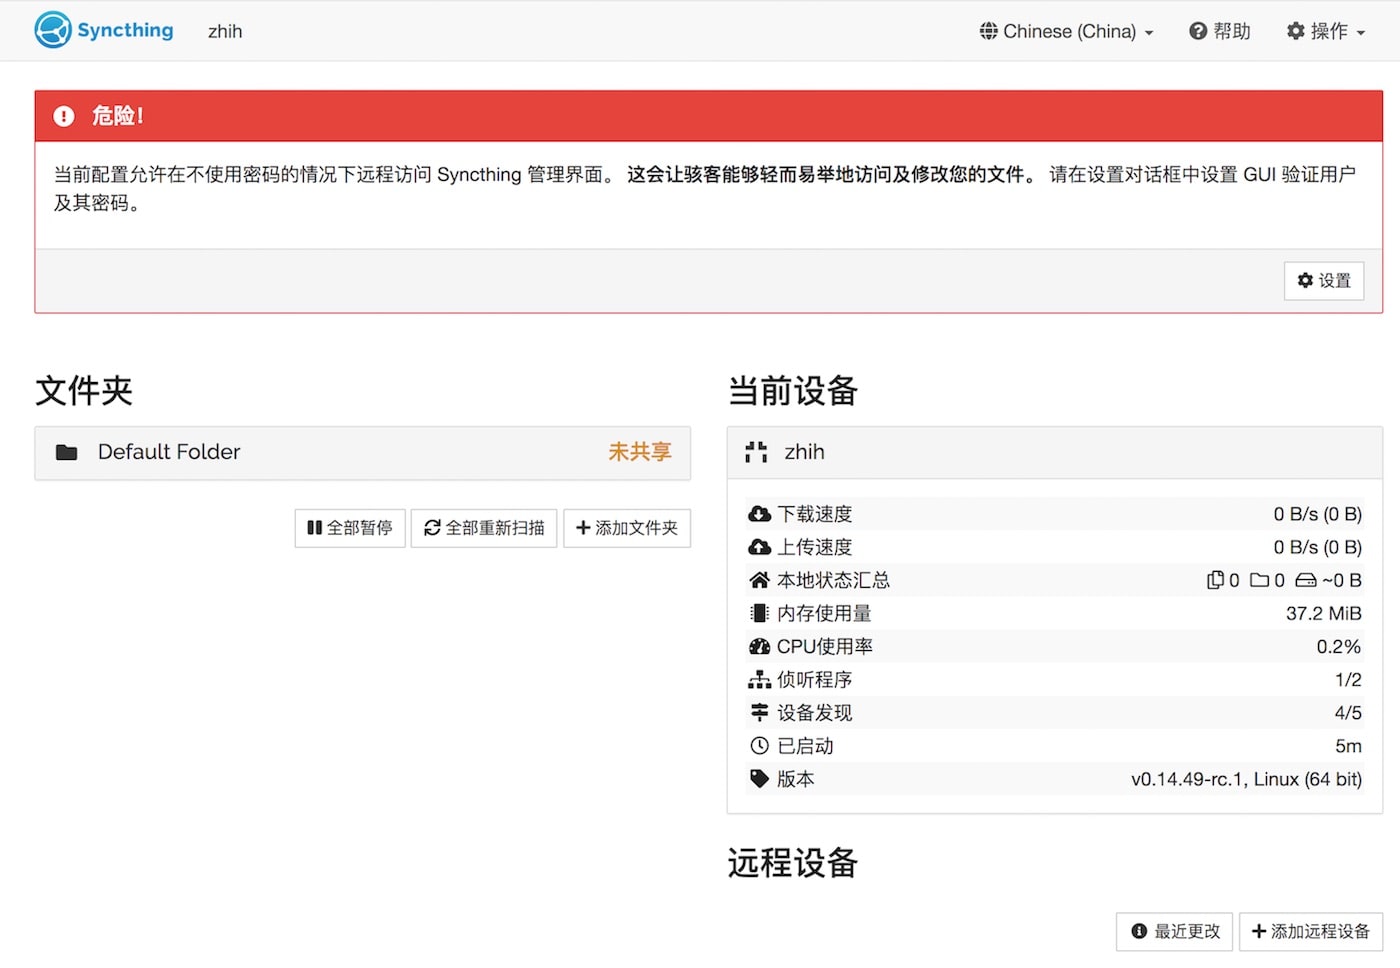 Syncthing zhih Chinese (China) 帮助 操作
危险!
当前配置允许在不使用密码的情况下远程访问 Syncthing 管理界面。 这会让骇客能够轻而易举地访问及修改您的文件。 请在设置对话框中设置 GUI 验证用户
及其密码。
设置
文件夹
Default Folder 未共享
全部暂停 全部重新扫描 添加文件夹
当前设备
zhih
下载速度 0 B/s (0 B)
上传速度 0 B/s (0 B)
本地状态汇总 0 0 ~0 B
内存使用量 37.2 MiB
CPU使用率 0.2%
侦听程序 1/2
设备发现 4/5
已启动 5m
版本 v0.14.49-rc.1, Linux (64 bit)
远程设备
最近更改 添加远程设备